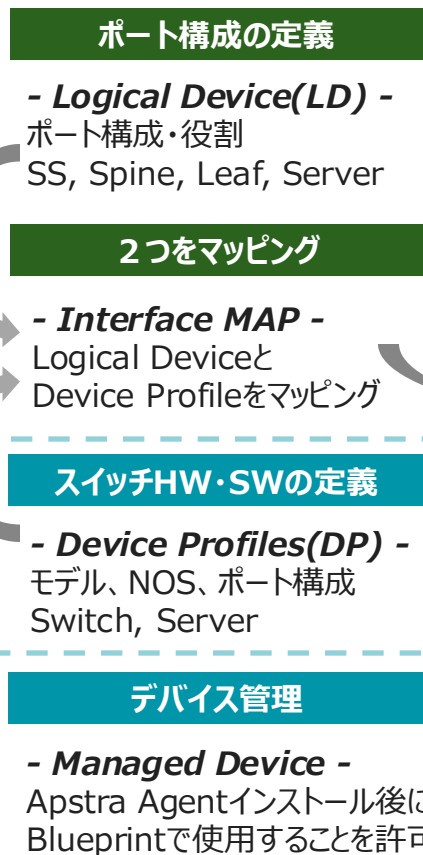 ポート構成の定義
- Logical Device(LD) -
ポート構成・役割
SS, Spine, Leaf, Server
２つをマッピング
- Interface MAP -
Logical Deviceと
Device Profileをマッピング
スイッチHW・SWの定義
- Device Profiles(DP) -
モデル、NOS、ポート構成
Switch, Server
デバイス管理
- Managed Device -
Apstra Agentインストール後に
Blueprintで使用することを許可